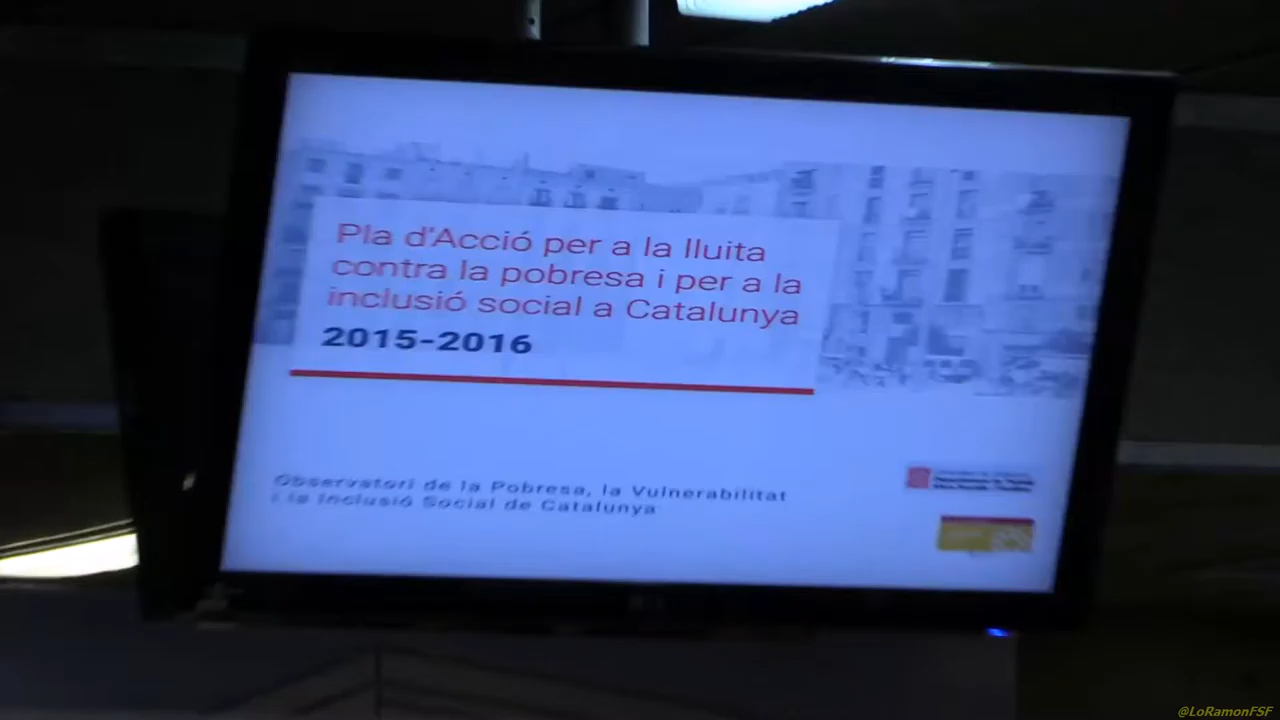 Pla d'Acció per a la lluita
contra la pobresa i per a la
inclusió social a Catalunya
2015-2016
Observatori de la Pobresa, la Vulnerabilitat
i la Inclusió Social de Catalunya
@LoRamonFSF